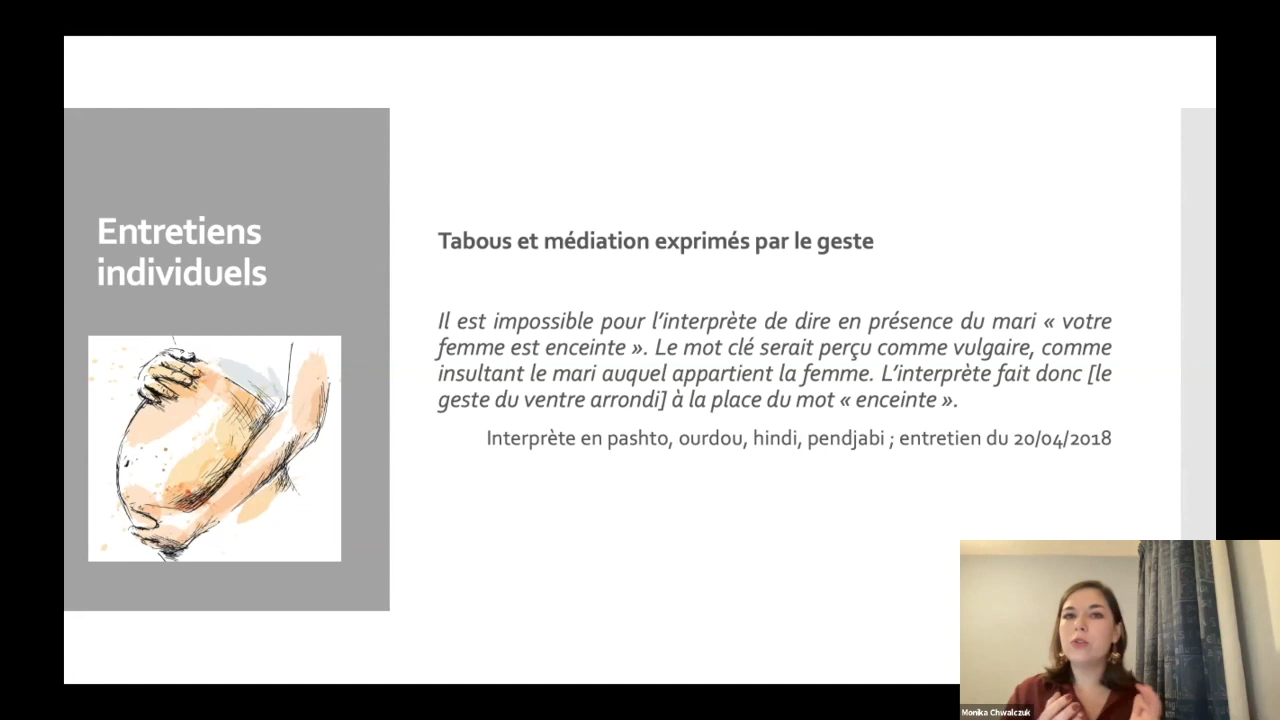 Entretiens
individuels
Tabous et médiation exprimés par le geste
Il est impossible pour l’interprète de dire en présence du mari « votre
femme est enceinte ». Le mot clé serait perçu comme vulgaire, comme
insultant le mari auquel appartient la femme. L’interprète fait donc [le
geste du ventre arrondi] à la place du mot « enceinte ».
Interprète en pashto, ourdou, hindi, pendjabi ; entretien du 20/04/2018
Monika Chwalczuk